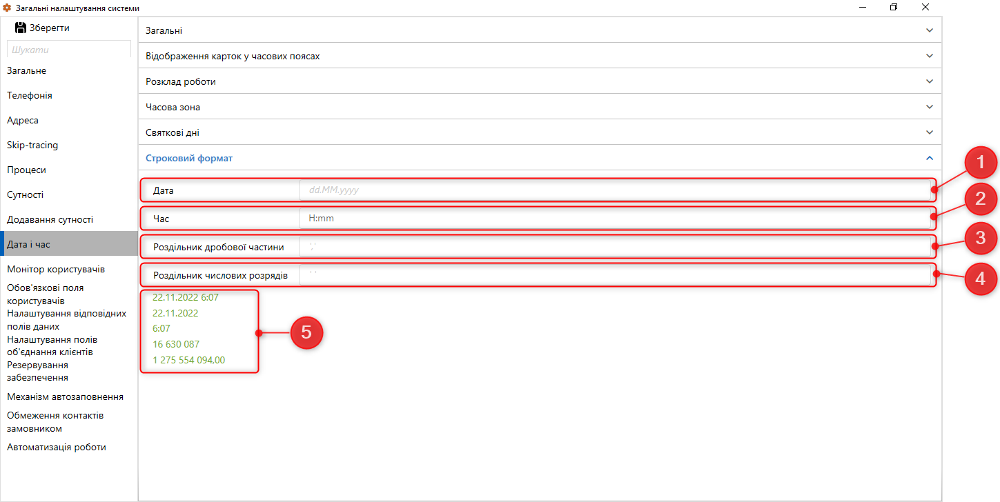 Загальні налаштування системи
Зберегти
Шукати
Загальне
Телефонія
Адреса
Skip-tracing
Процеси
Сутності
Додавання сутності
Дата і час
Монітор користувачів
Обов'язкові поля
користувачів
Налаштування відповідних
полів даних
Налаштування полів
об'єднання клієнтів
Резервування
забезпечення
Механізм автозаповнення
Обмеження контактів
замовником
Автоматизація роботи
Загальні
Відображення карток у часових поясах
Розклад роботи
Часова зона
Святкові дні
Строковий формат
Дата dd.MM.yyyy
1
Час H:mm
2
Роздільник дробової частини ','
3
Роздільник числових розрядів ' '
4
22.11.2022 6:07
22.11.2022
6:07
16 630 087
1 275 554 094,00
5